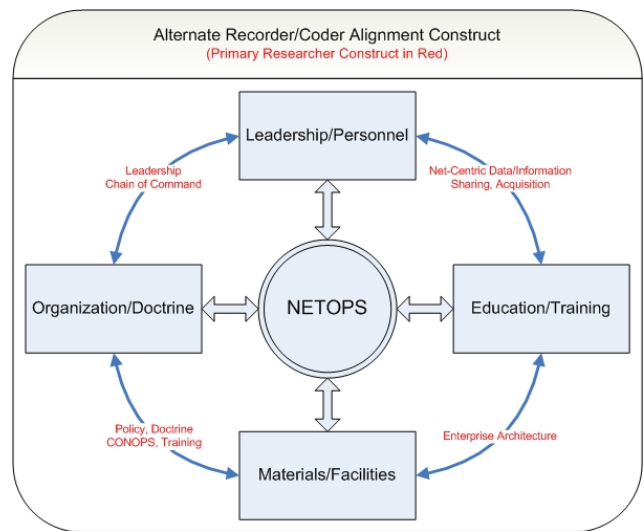 Alternate Recorder/Coder Alignment Construct
(Primary Researcher Construct in Red)
Leadership/Personnel
Leadership
Chain of Command
Net-Centric Data/Information
Sharing, Acquisition
Organization/Doctrine
NETOPS
Education/Training
Policy, Doctrine
CONOPS, Training
Enterprise Architecture
Materials/Facilities